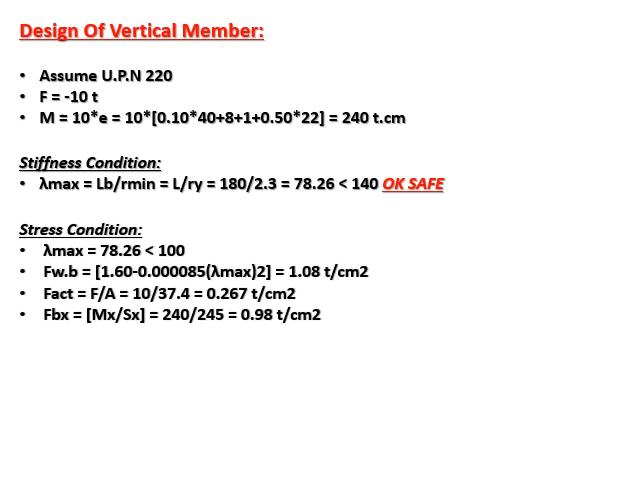 Design Of Vertical Member:
• Assume U.P.N 220
• F = -10 t
• M = 10*e = 10*[0.10*40+8+1+0.50*22] = 240 t.cm
Stiffness Condition:
• λmax = Lb/rmin = L/ry = 180/2.3 = 78.26 < 140 OK SAFE
Stress Condition:
• λmax = 78.26 < 100
• Fw.b = [1.60-0.000085(λmax)2] = 1.08 t/cm2
• Fact = F/A = 10/37.4 = 0.267 t/cm2
• Fbx = [Mx/Sx] = 240/245 = 0.98 t/cm2